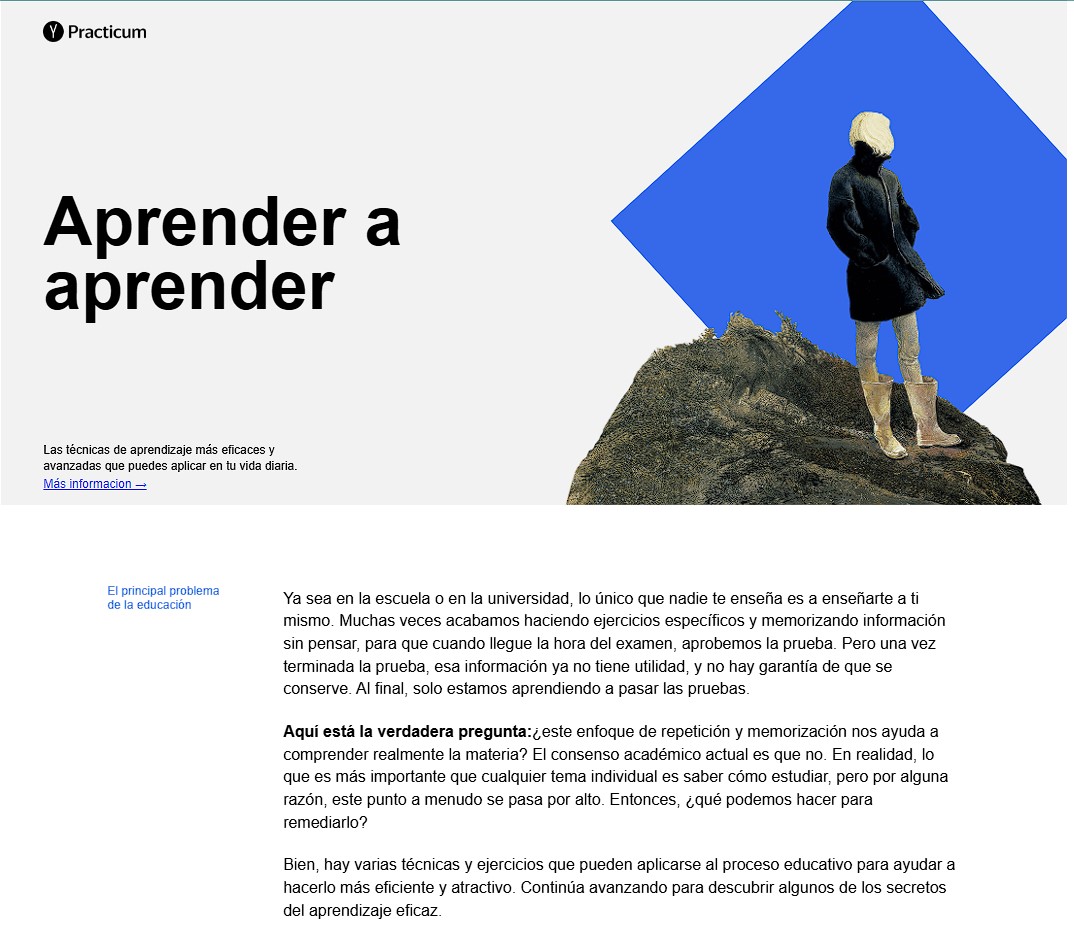 Practicum
Aprender a
aprender
Las técnicas de aprendizaje más eficaces y
avanzadas que puedes aplicar en tu vida diaria.
Más informacion →
El principal problema
de la educación
Ya sea en la escuela o en la universidad, lo único que nadie te enseña es a enseñarte a ti
mismo. Muchas veces acabamos haciendo ejercicios específicos y memorizando información
sin pensar, para que cuando llegue la hora del examen, aprobemos la prueba. Pero una vez
terminada la prueba, esa información ya no tiene utilidad, y no hay garantía de que se
conserve. Al final, solo estamos aprendiendo a pasar las pruebas.
Aquí está la verdadera pregunta:¿este enfoque de repetición y memorización nos ayuda a
comprender realmente la materia? El consenso académico actual es que no. En realidad, lo
que es más importante que cualquier tema individual es saber cómo estudiar, pero por alguna
razón, este punto a menudo se pasa por alto. Entonces, ¿qué podemos hacer para
remediarlo?
Bien, hay varias técnicas y ejercicios que pueden aplicarse al proceso educativo para ayudar a
hacerlo más eficiente y atractivo. Continúa avanzando para descubrir algunos de los secretos
del aprendizaje eficaz.